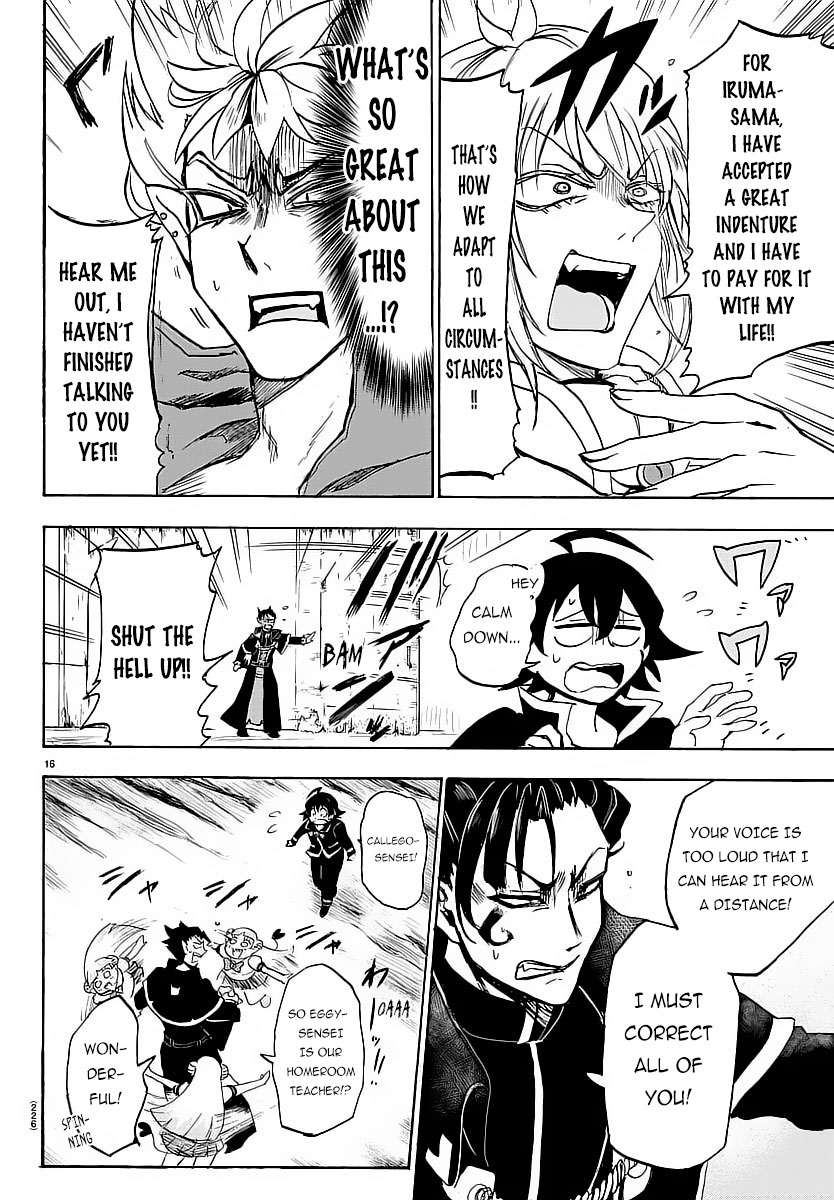 FOR
IRUMA-
SAMA,
I HAVE
ACCEPTED
A GREAT
INDENTURE
AND I HAVE
TO PAY FOR IT
WITH MY
LIFE!!
THAT'S
HOW
WE
ADAPT
TO
ALL
CIRCUM-
STANCES
!!
WHAT'S
SO
GREAT
ABOUT
THIS
...!?
HEAR ME
OUT, I
HAVEN'T
FINISHED
TALKING
TO YOU
YET!!
HEY
CALM
DOWN...
BAM
SHUT THE
HELL UP!!
16
YOUR VOICE IS
TOO LOUD THAT I
CAN HEAR IT FROM
A DISTANCE!
I MUST
CORRECT
ALL OF
YOU!
CALLEGO-
SENSEI!
わ
IOAAA
SO EGGY-
SENSEI
IS OUR
HOMEROOM
TEACHER!?
WON-
DER-
FUL!
SPIN-
NING
(226)